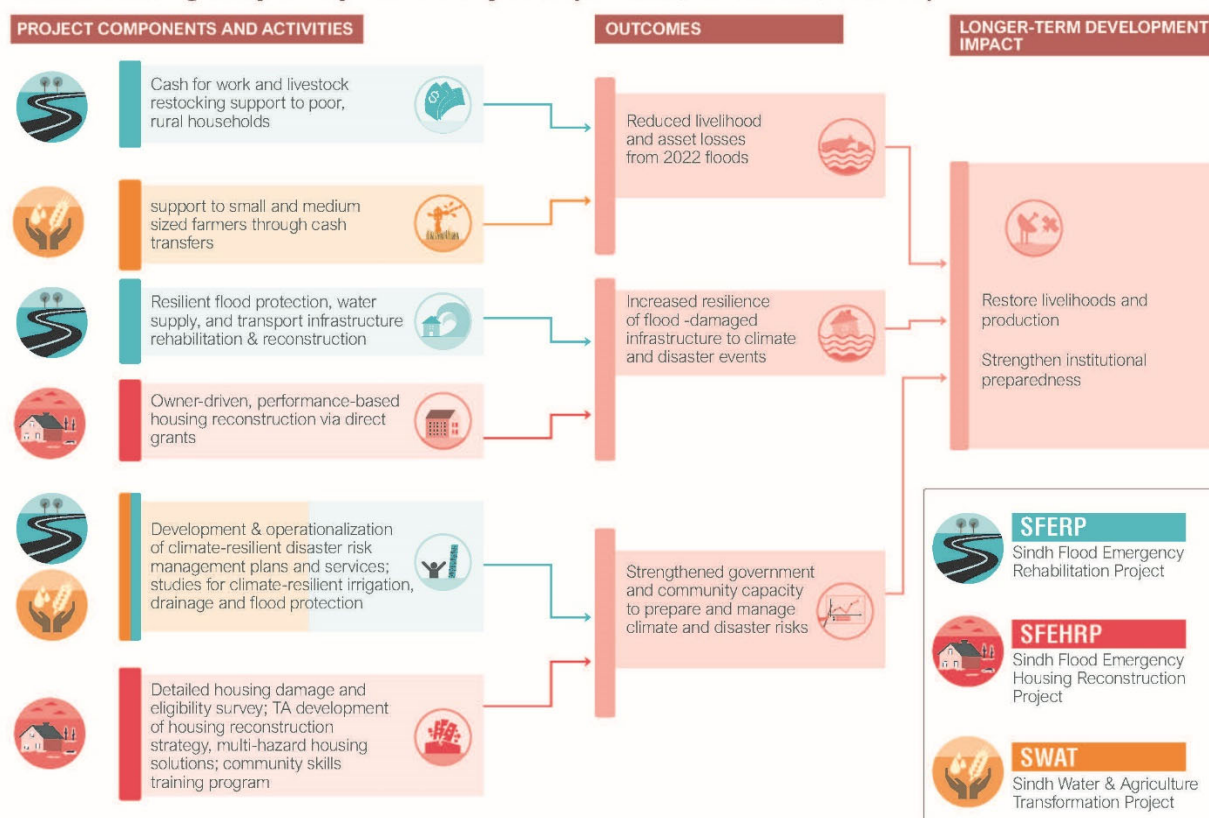 PROJECT COMPONENTS AND ACTIVITIES
Cash for work and livestock
restocking support to poor,
rural households
support to small and medium
sized farmers through cash
transfers
Resilient flood protection, water
supply, and transport infrastructure
rehabilitation & reconstruction
Owner-driven, performance-based
housing reconstruction via direct
grants
Development & operationalization
of climate-resilient disaster risk
management plans and services;
studies for climate-resilient irrigation,
drainage and flood protection
Detailed housing damage and
eligibility survey; TA development
of housing reconstruction
strategy, multi-hazard housing
solutions; community skills
training program
OUTCOMES
Reduced livelihood
and asset losses
from 2022 floods
Increased resilience
of flood -damaged
infrastructure to climate
and disaster events
Strengthened government
and community capacity
to prepare and manage
climate and disaster risks
LONGER-TERM DEVELOPMENT
IMPACT
Restore livelihoods and
production
Strengthen institutional
preparedness
SFERP
Sindh Flood Emergency
Rehabilitation Project
SFEHRP
Sindh Flood Emergency
Housing Reconstruction
Project
SWAT
Sindh Water & Agriculture
Transformation Project